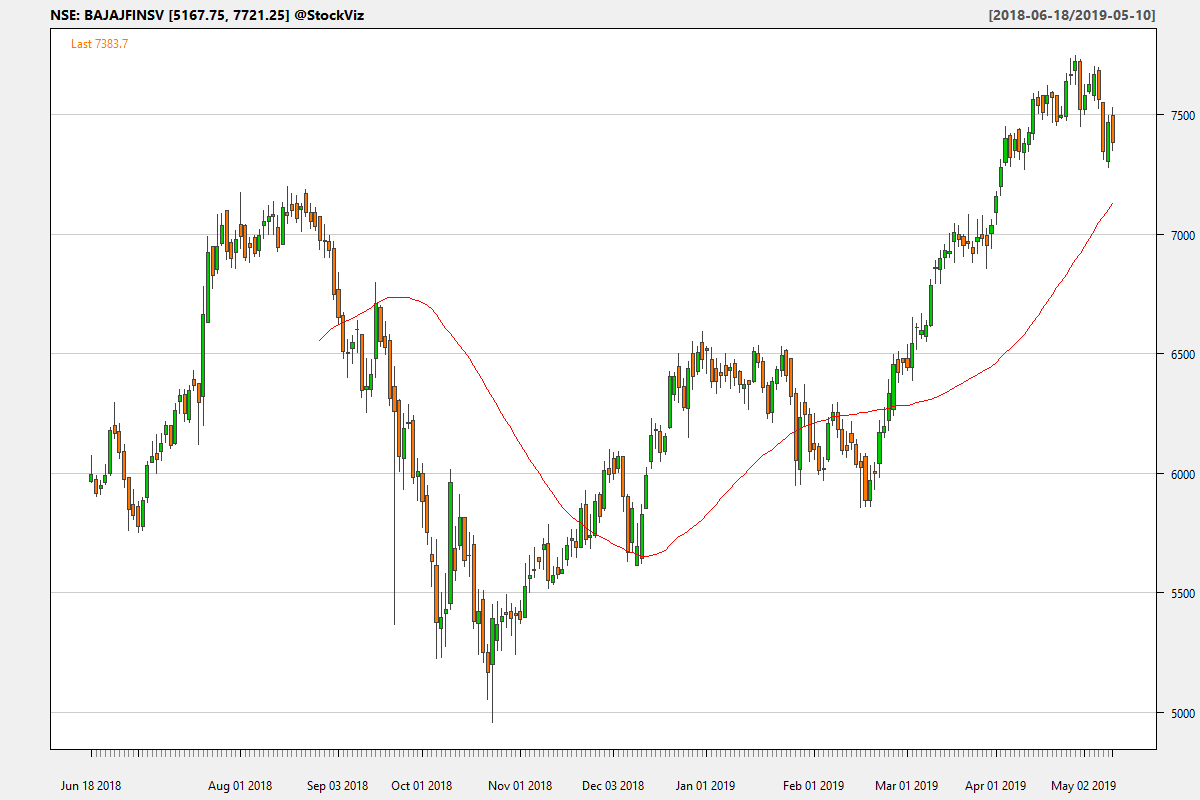 NSE: BAJAJFINSV [5167.75, 7721.25] @StockViz
[2018-06-18/2019-05-10]
Last 7383.7
7500
7000
6500
6000
5500
5000
Jun 18 2018
Aug 01 2018
Sep 03 2018
Oct 01 2018
Nov 01 2018
Dec 03 2018
Jan 01 2019
Feb 01 2019
Mar 01 2019
Apr 01 2019
May 02 2019